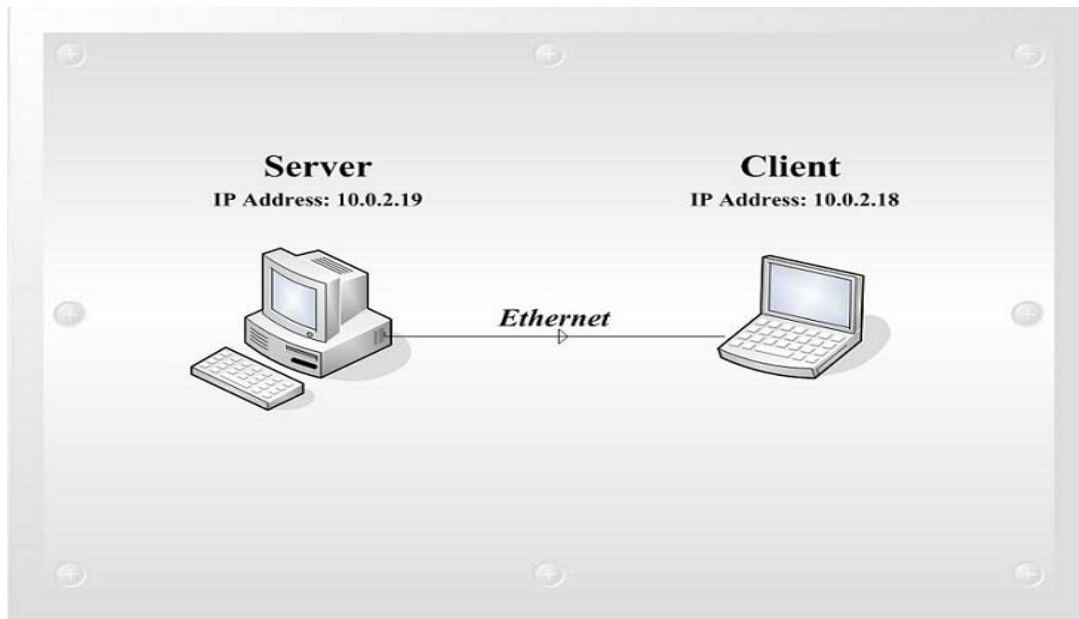 Server
IP Address: 10.0.2.19
Client
IP Address: 10.0.2.18
Ethernet